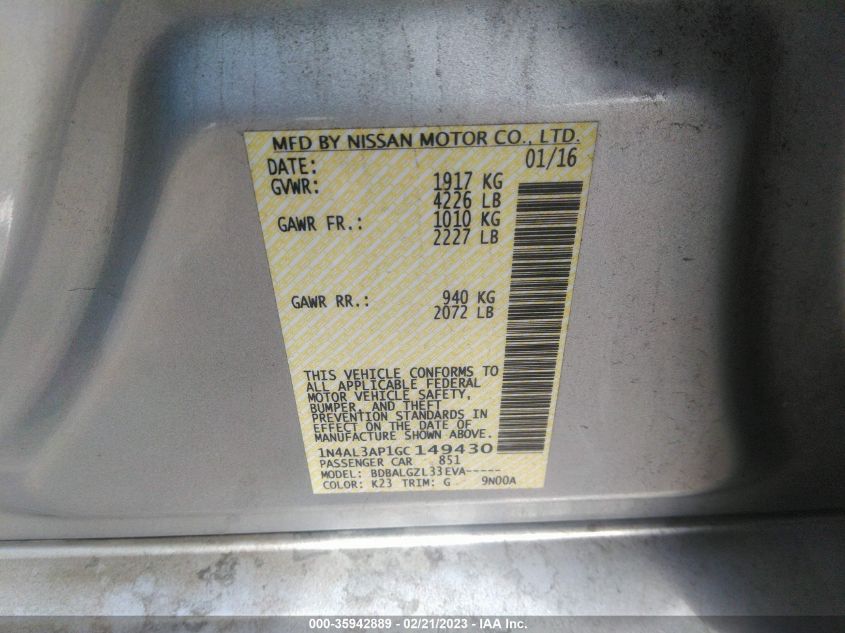 MFD BY NISSAN MOTOR CO., LTD.
DATE: 01/16
GVWR: 1917 KG
4226 LB
GAWR FR.: 1010 KG
2227 LB
GAWR RR.: 940 KG
2072 LB
THIS VEHICLE CONFORMS TO
ALL APPLICABLE FEDERAL
MOTOR VEHICLE SAFETY,
BUMPER, AND THEFT
PREVENTION STANDARDS IN
EFFECT ON THE DATE OF
MANUFACTURE SHOWN ABOVE.
1N4AL3AP1GC149430
PASSENGER CAR 851
MODEL: BDBALGZL33EVA-----
COLOR: K23 TRIM: G 9N00A
000-35942889 - 02/21/2023 - IAA Inc.